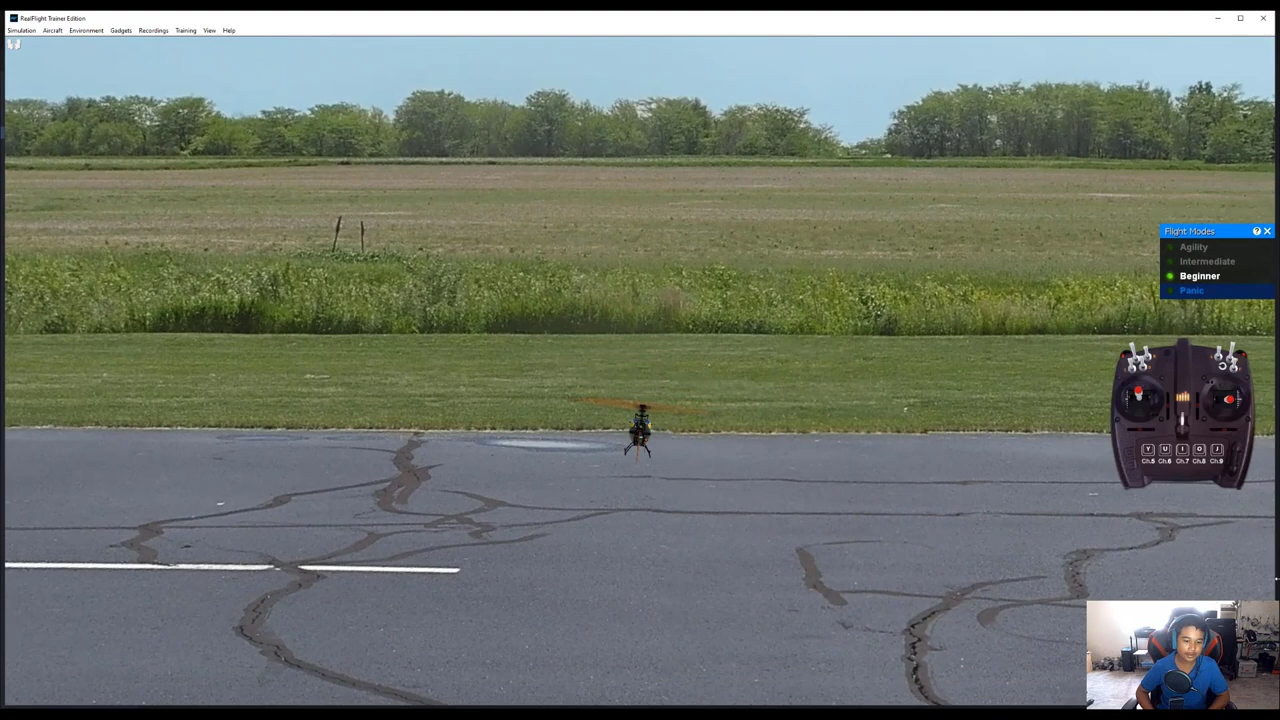 RealFlight Trainer Edition
Simulation Aircraft Environment Gadgets Recordings Training View Help
Flight Modes
Agility
Intermediate
Beginner
Panic
Y U I O J
Ch.5 Ch.6 Ch.7 Ch.8 Ch.9